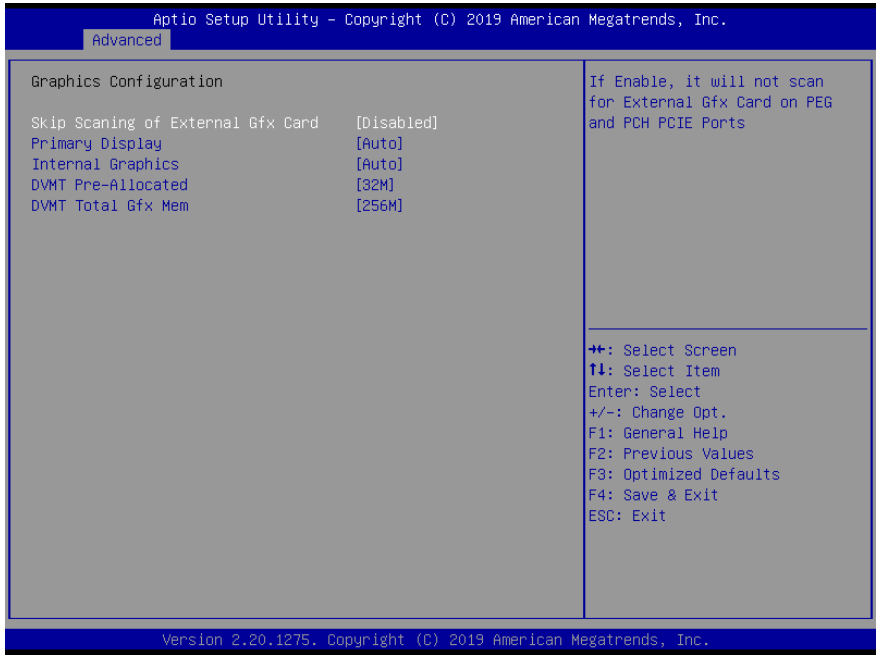 Aptio Setup Utility – Copyright (C) 2019 American Megatrends, Inc.
Advanced
Graphics Configuration
Skip Scaning of External Gfx Card [Disabled]
Primary Display [Auto]
Internal Graphics [Auto]
DVMT Pre-Allocated [32M]
DVMT Total Gfx Mem [256M]
If Enable, it will not scan
for External Gfx Card on PEG
and PCH PCIE Ports
→←: Select Screen
↑↓: Select Item
Enter: Select
+/-: Change Opt.
F1: General Help
F2: Previous Values
F3: Optimized Defaults
F4: Save & Exit
ESC: Exit
Version 2.20.1275. Copyright (C) 2019 American Megatrends, Inc.